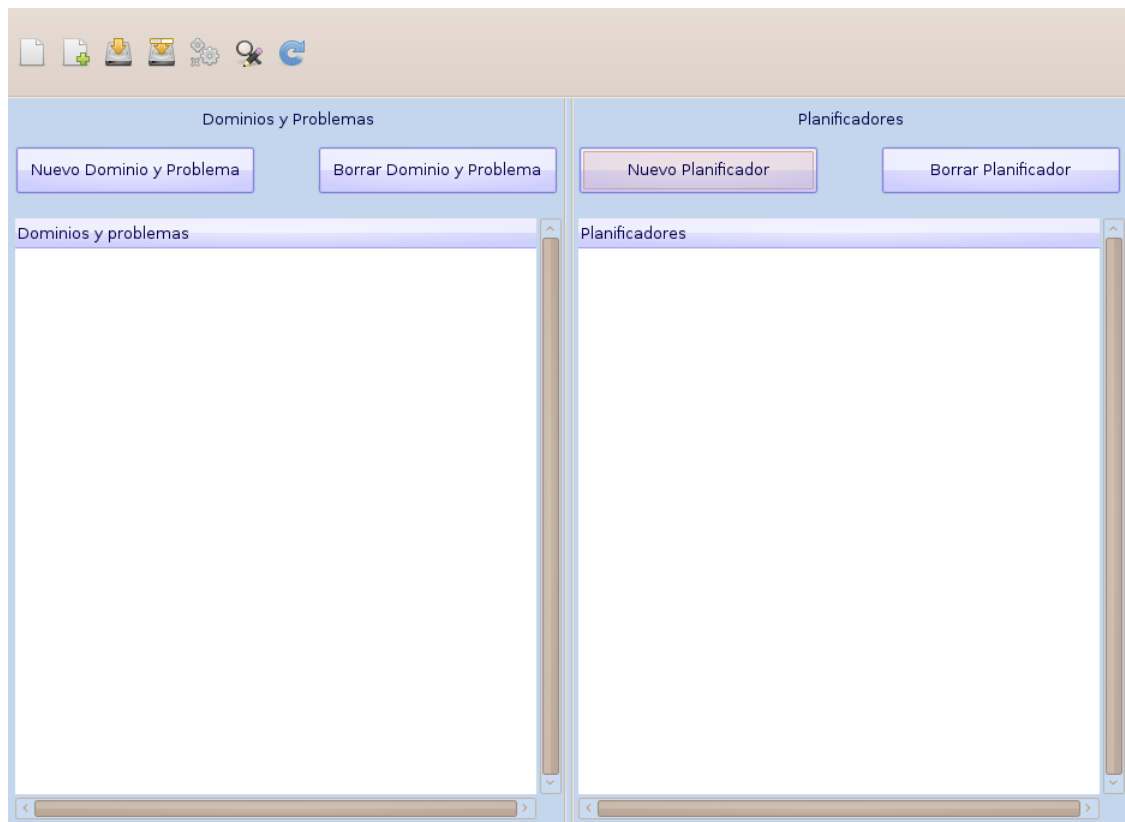 Dominios y Problemas
Nuevo Dominio y Problema
Borrar Dominio y Problema
Dominios y problemas
Planificadores
Nuevo Planificador
Borrar Planificador
Planificadores